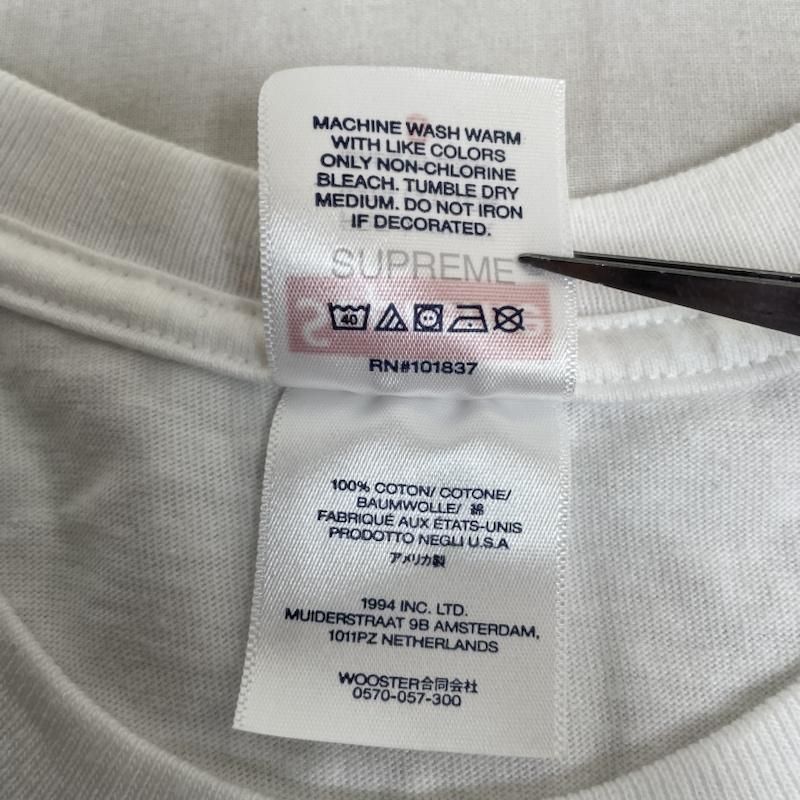 MACHINE WASH WARM
WITH LIKE COLORS
ONLY NON-CHLORINE
BLEACH. TUMBLE DRY
MEDIUM. DO NOT IRON
IF DECORATED.
SUPREME
40
RN#101837
100% COTON/ COTONE/
BAUMWOLLE/ 綿
FABRIQUÉ AUX ÉTATS-UNIS
PRODOTTO NEGLI U.S.A
アメリカ製
1994 INC. LTD.
MUIDERSTRAAT 9B AMSTERDAM,
1011PZ NETHERLANDS
WOOSTER合同会社
0570-057-300